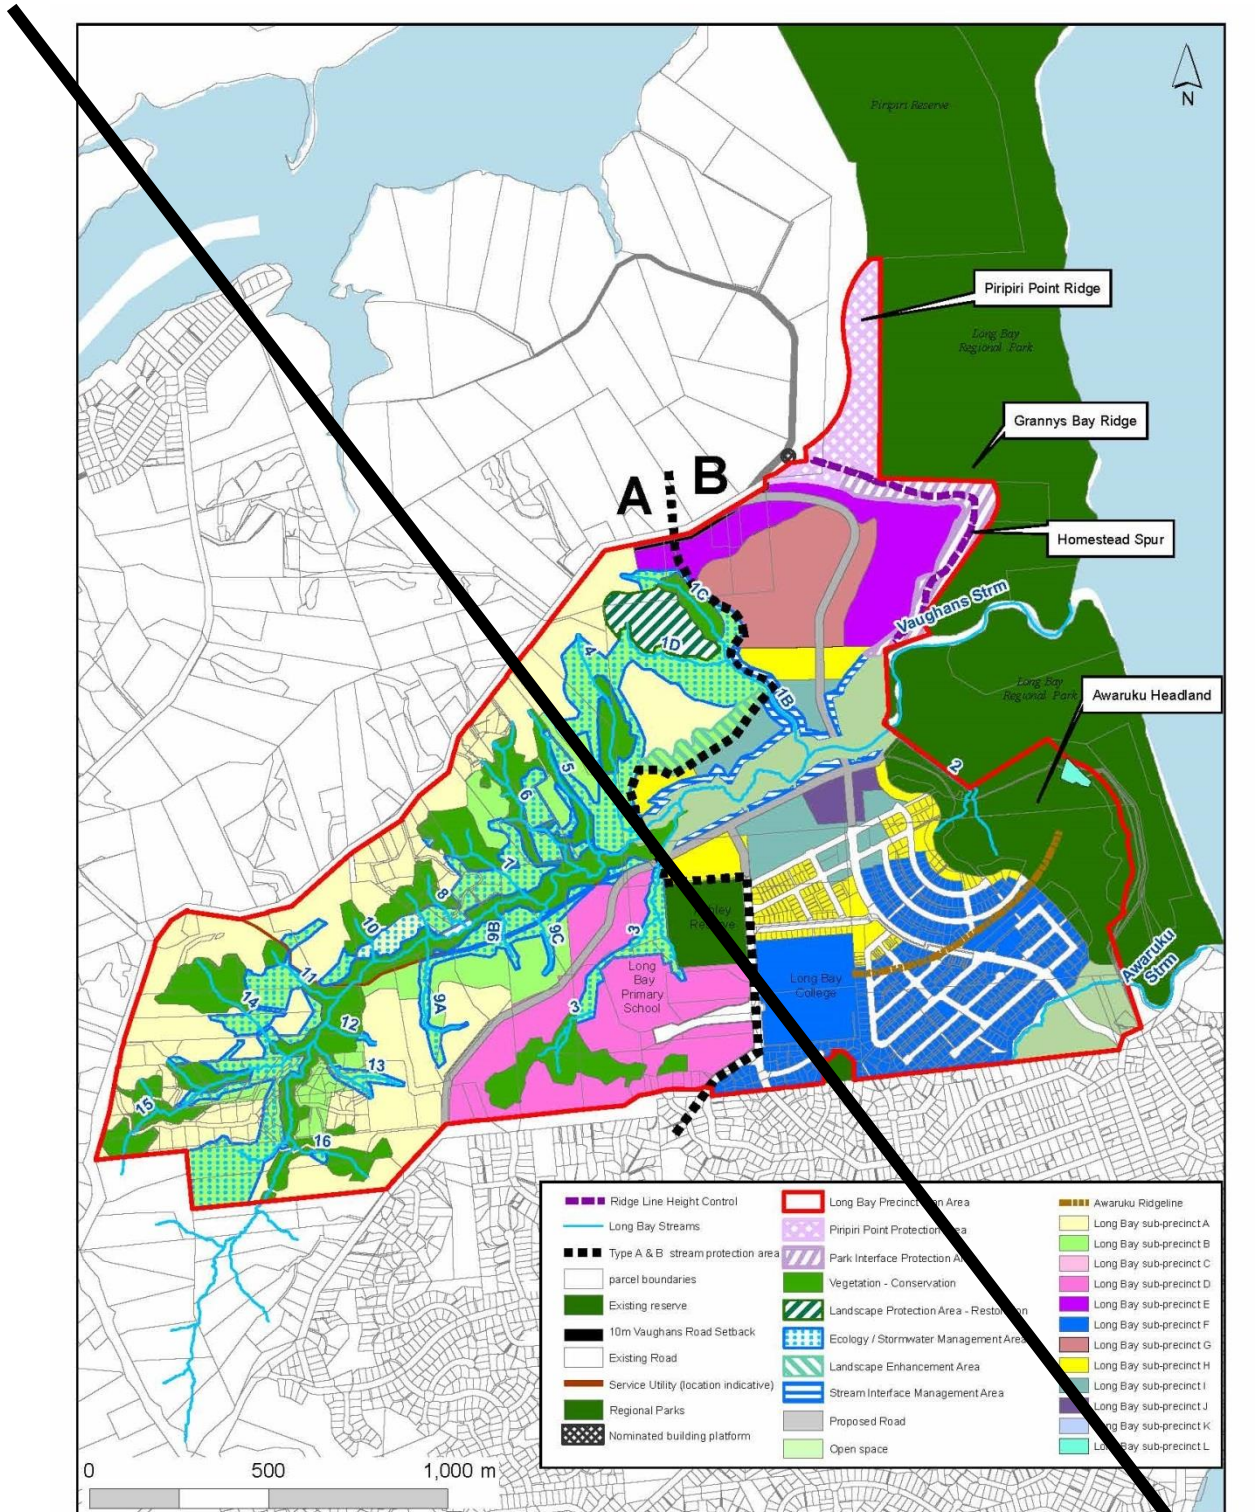 N
Piripiri Reserve
Piripiri Point Ridge
Long Bay
Regional Park
Grannys Bay Ridge
A B
Homestead Spur
Vaughans Strm
1C
1D
4
1B
Long Bay
Regional Park
Awaruku Headland
2
5
6
7
8
10
9B
9C
3
Reserve
Long
Bay
Primary
School
Long Bay
College
Awaruku
Strm
11
14
9A
3
12
13
15
16
Ridge Line Height Control
Long Bay Streams
Type A & B stream protection area
parcel boundaries
Existing reserve
10m Vaughans Road Setback
Existing Road
Service Utility (location indicative)
Regional Parks
Nominated building platform
Long Bay Precinct Area
Piripiri Point Protection
Park Interface Protection
Vegetation - Conservation
Landscape Protection Area -
Ecology / Stormwater Management Area
Landscape Enhancement Area
Stream Interface Management Area
Proposed Road
Open space
Awaruku Ridgeline
Long Bay sub-precinct A
Long Bay sub-precinct B
Long Bay sub-precinct C
Long Bay sub-precinct D
Long Bay sub-precinct E
Long Bay sub-precinct F
Long Bay sub-precinct G
Long Bay sub-precinct H
Long Bay sub-precinct I
Long Bay sub-precinct J
Bay sub-precinct K
Bay sub-precinct L
0 500 1,000 m